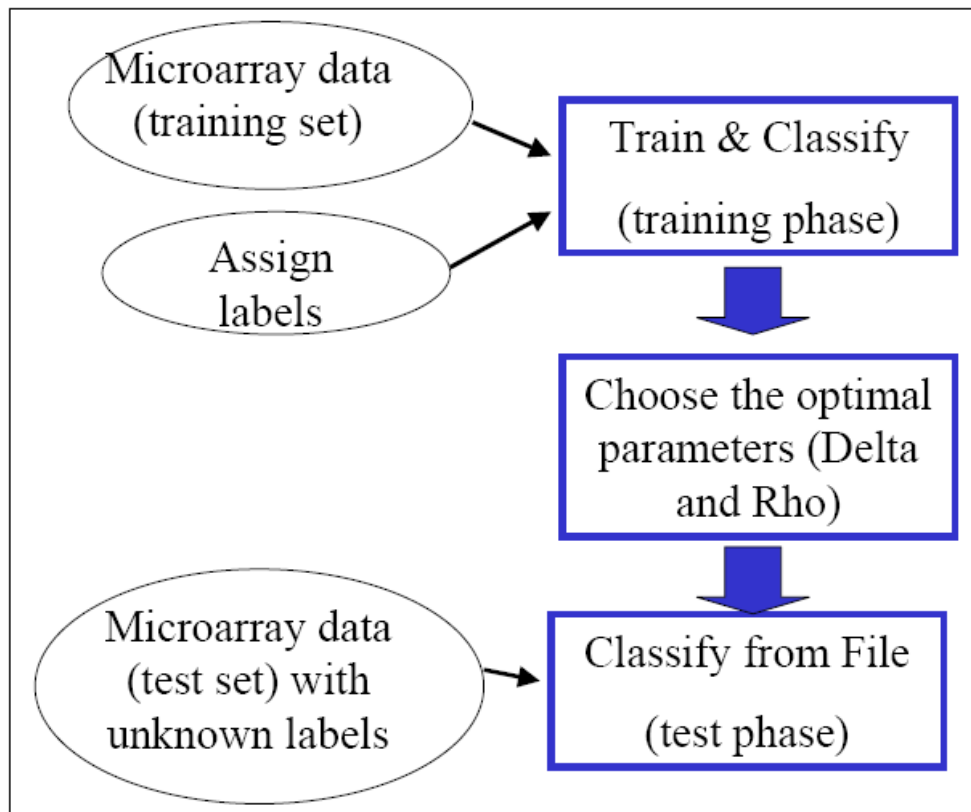 Microarray data
(training set)
Assign
labels
Train & Classify
(training phase)
Choose the optimal
parameters (Delta
and Rho)
Microarray data
(test set) with
unknown labels
Classify from File
(test phase)